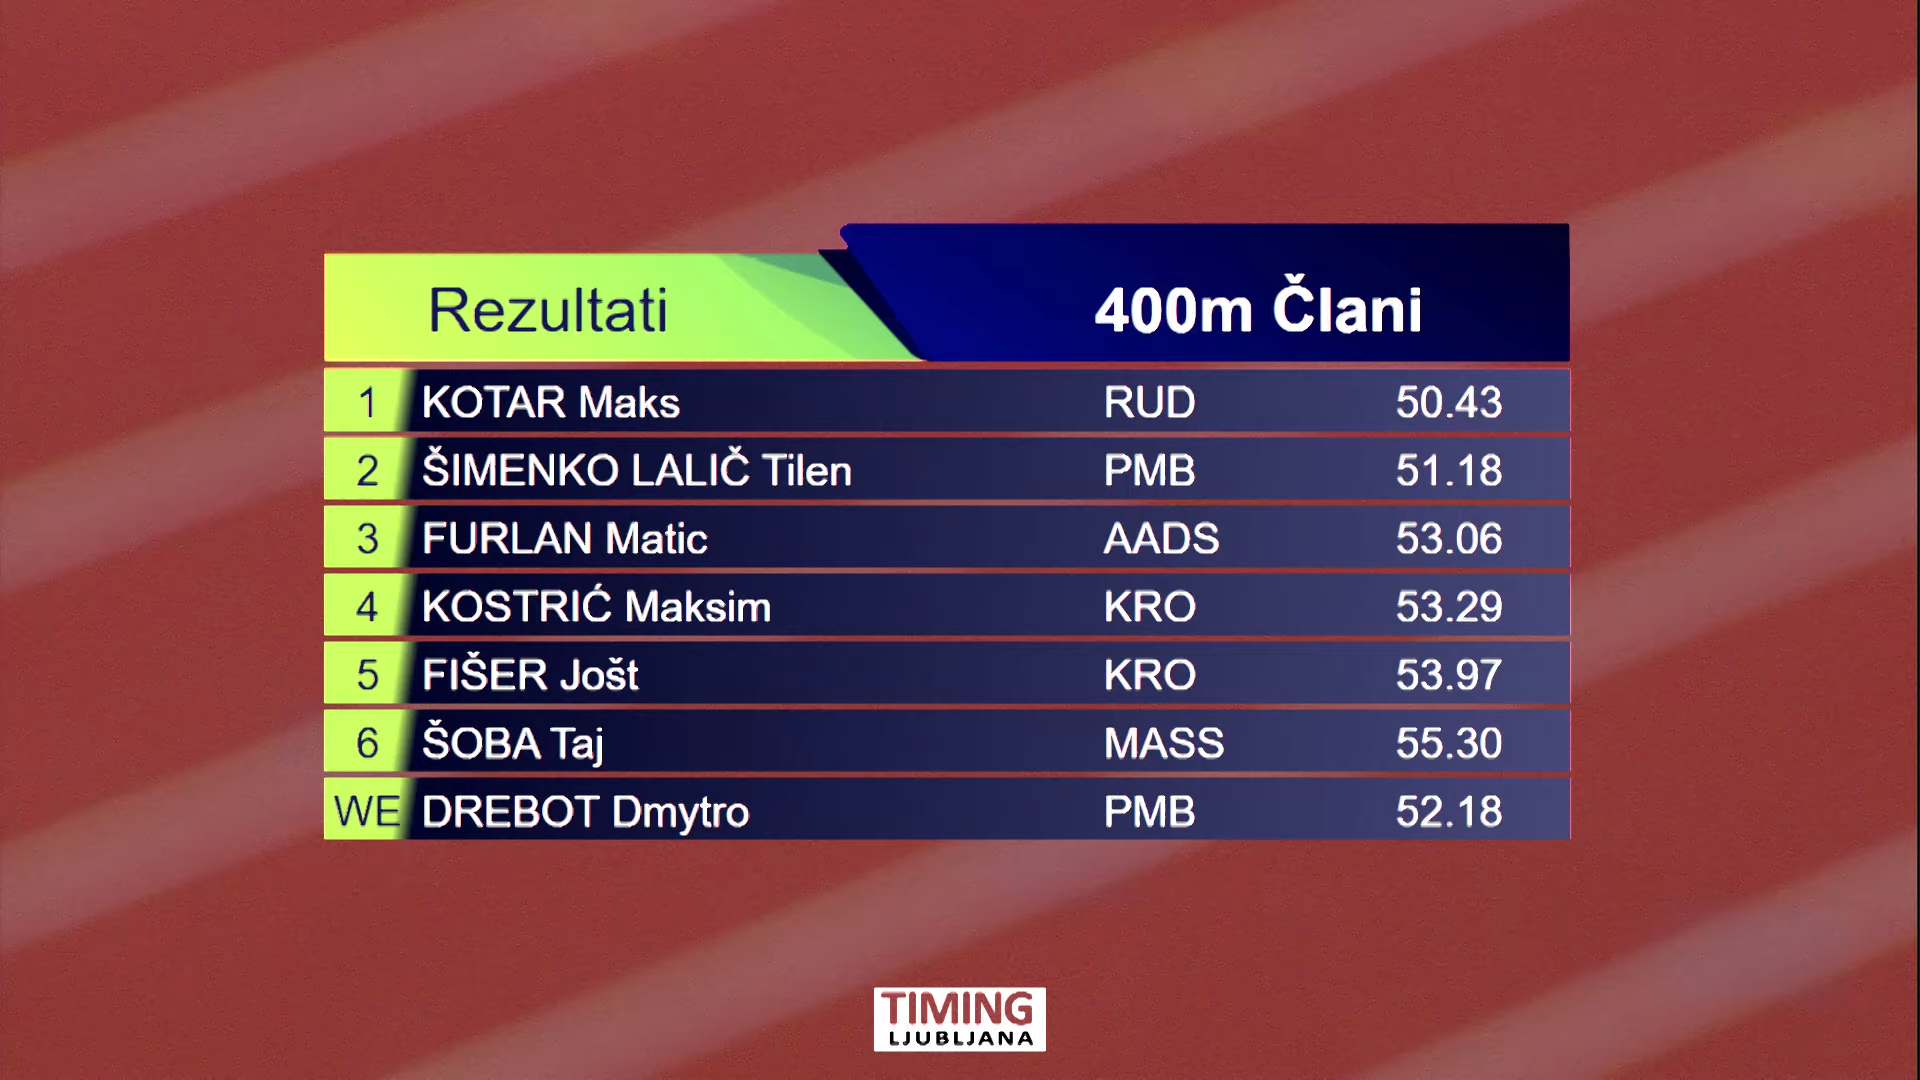 Rezultati 400m Člani
1 KOTAR Maks RUD 50.43
2 ŠIMENKO LALIČ Tilen PMB 51.18
3 FURLAN Matic AADS 53.06
4 KOSTRIĆ Maksim KRO 53.29
5 FIŠER Jošt KRO 53.97
6 ŠOBA Taj MASS 55.30
WE DREBOT Dmytro PMB 52.18
TIMING
LJUBLJANA